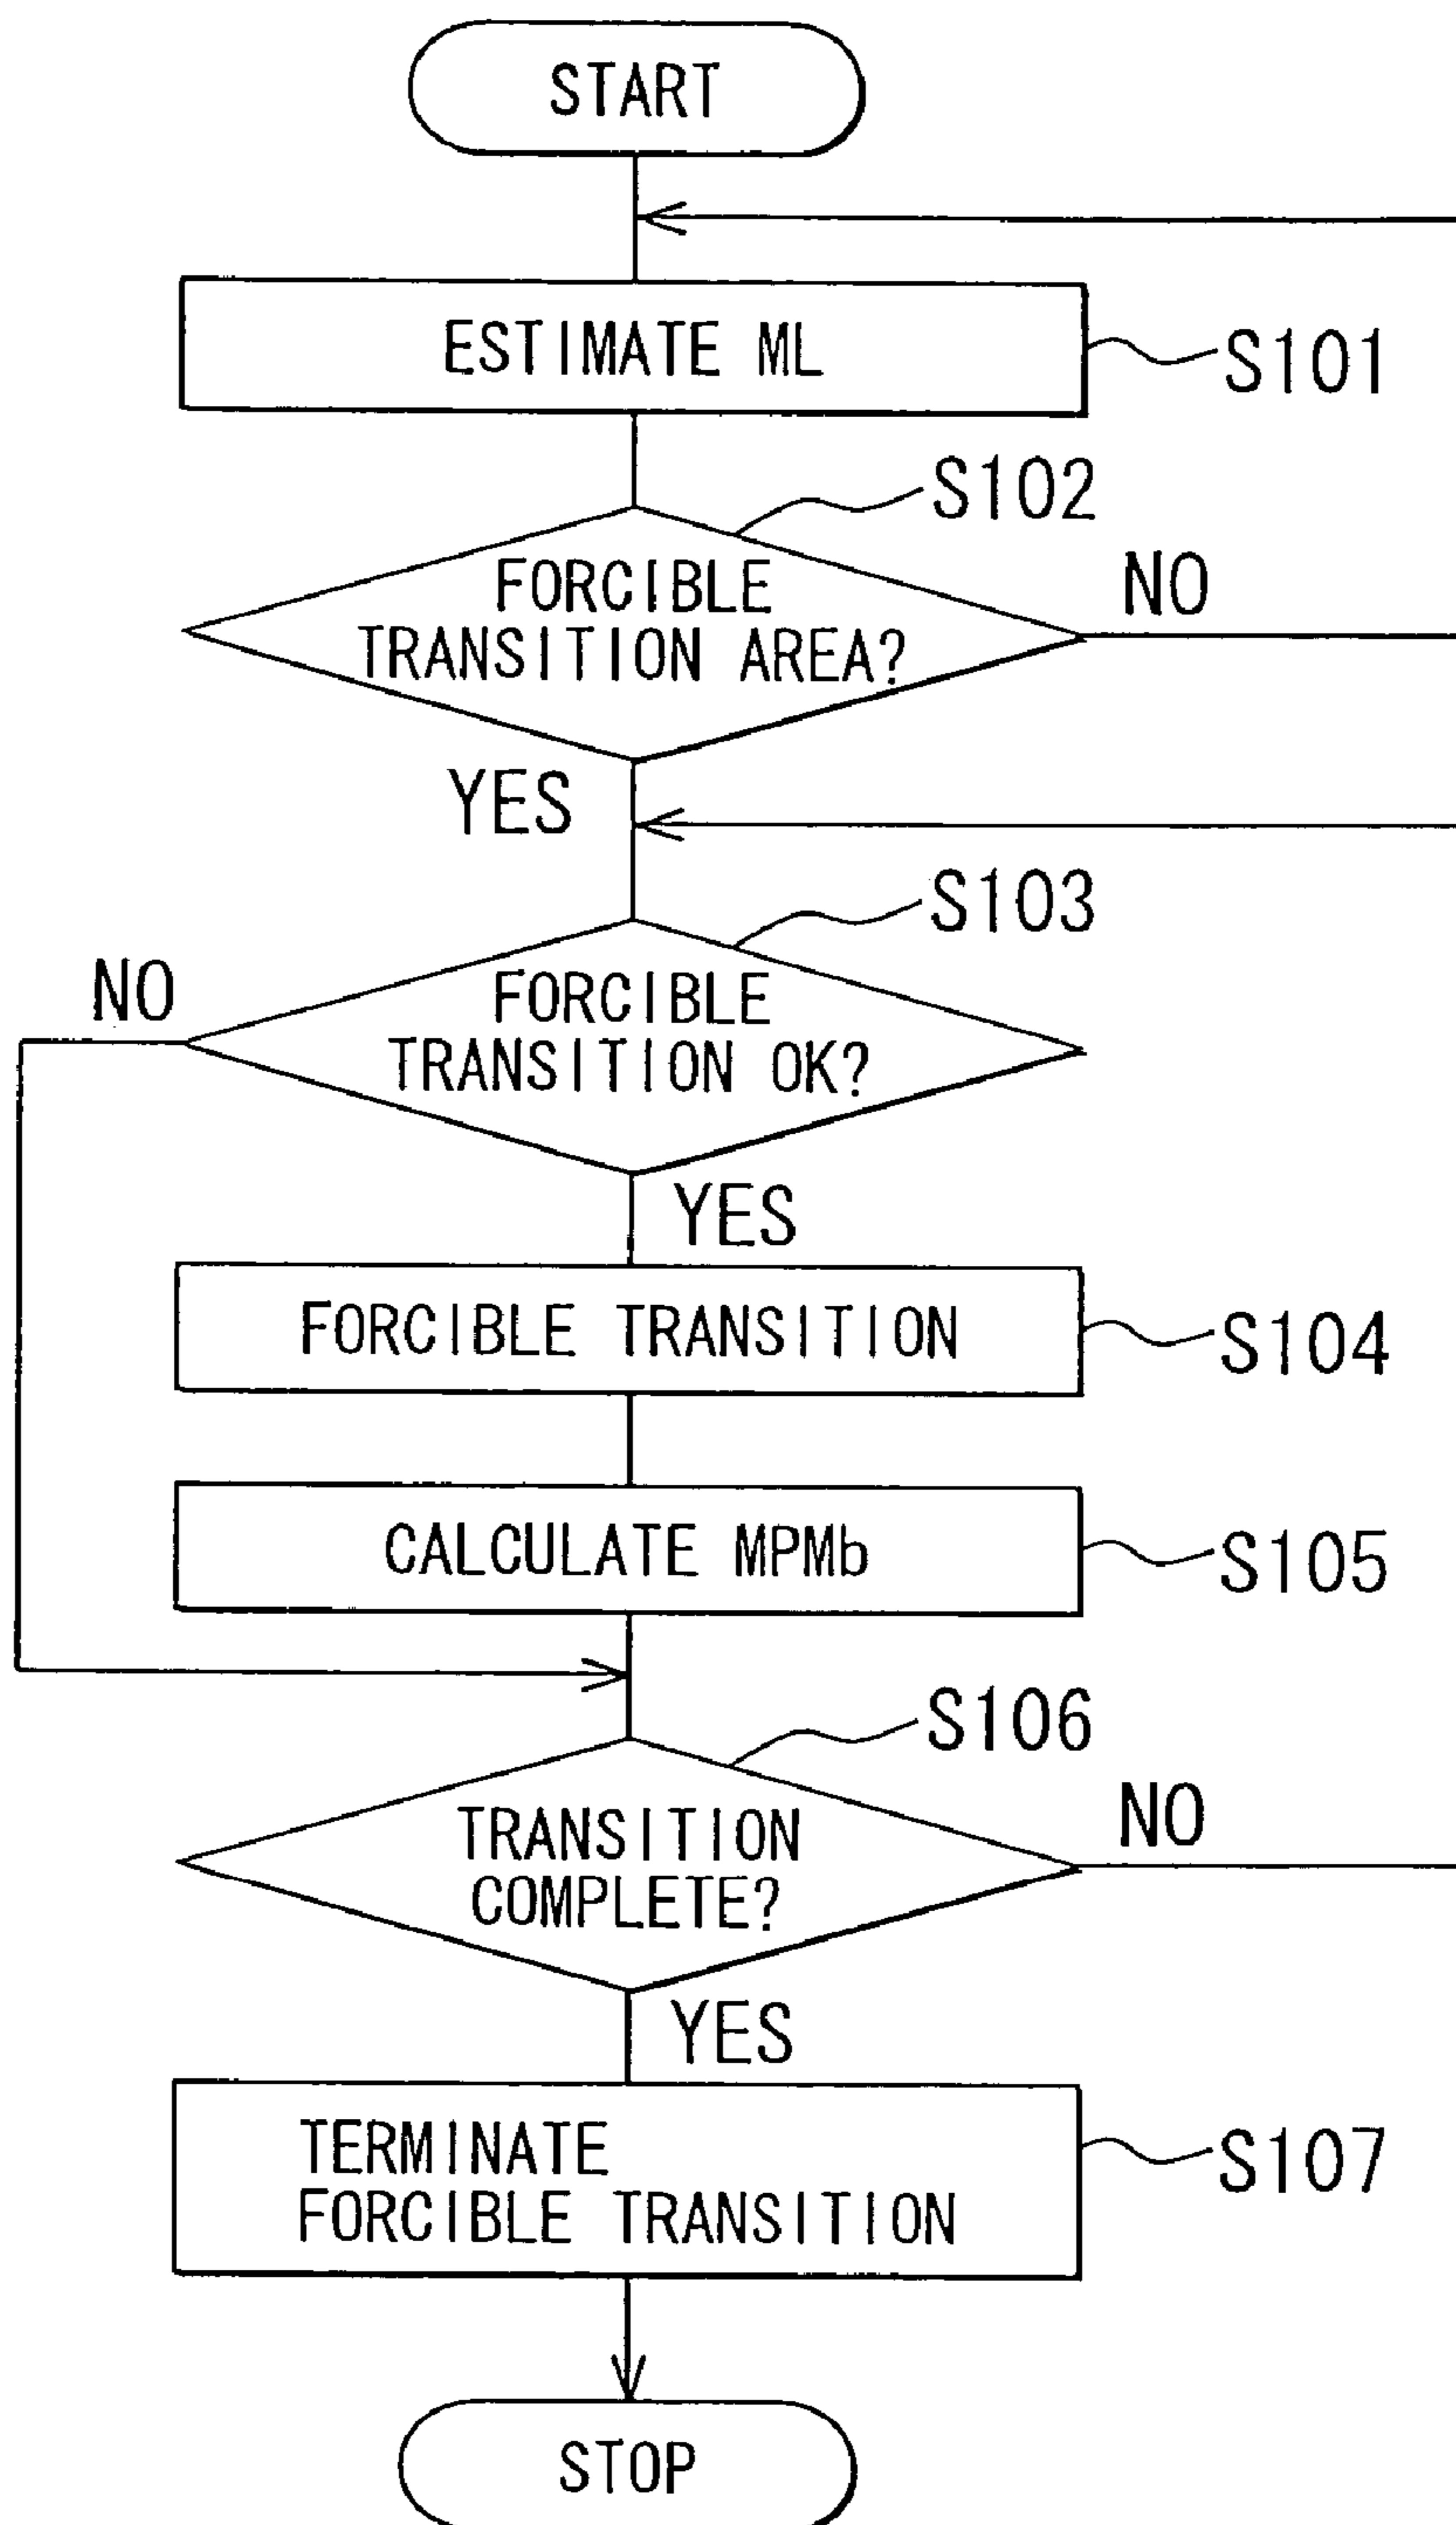 START
ESTIMATE ML
S101
S102
FORCIBLE
TRANSITION AREA?
NO
YES
S103
NO
FORCIBLE
TRANSITION OK?
YES
FORCIBLE TRANSITION
S104
CALCULATE MPMb
S105
S106
TRANSITION
COMPLETE?
NO
YES
TERMINATE
FORCIBLE TRANSITION
S107
STOP